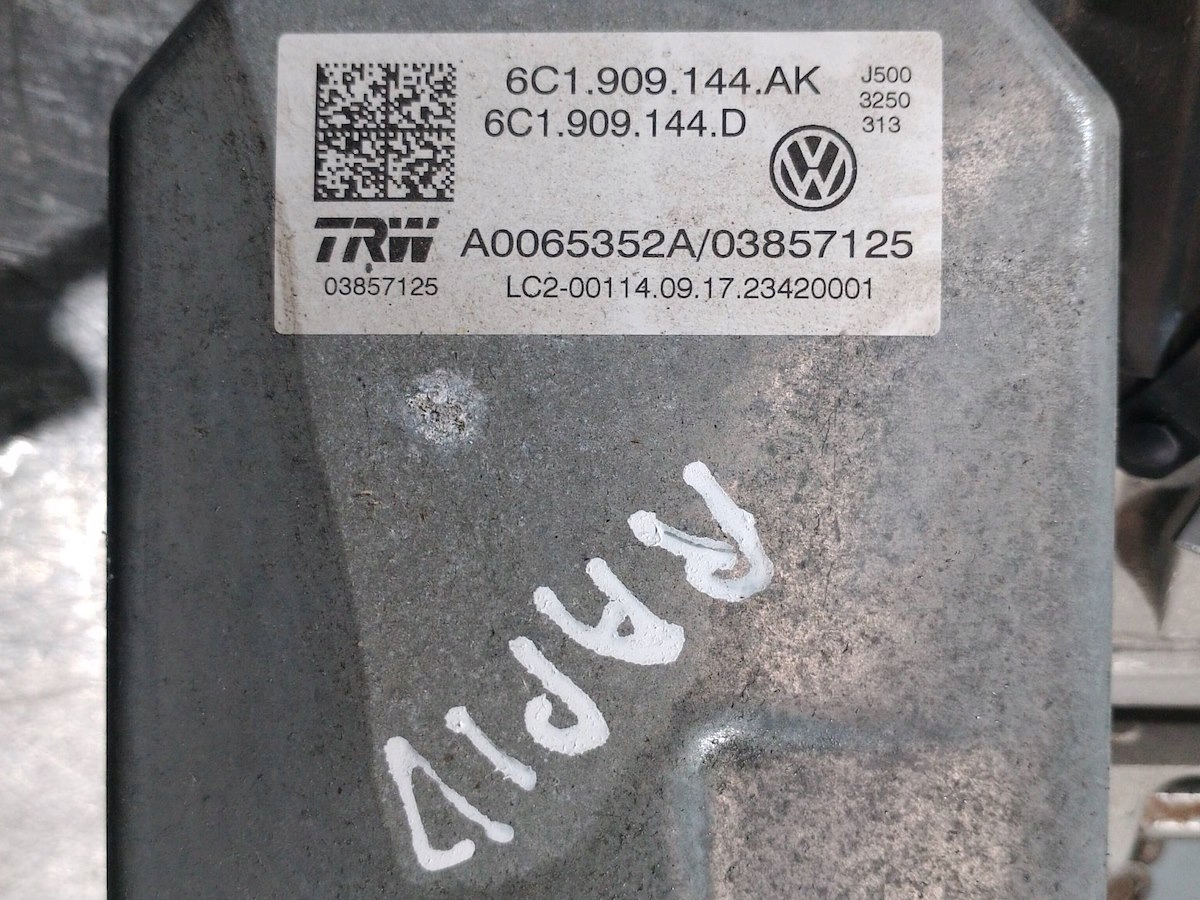 6C1.909.144.AK
6C1.909.144.D
J500
3250
313
TRW
A0065352A/03857125
03857125
LC2-00114.09.17.23420001
RAPID